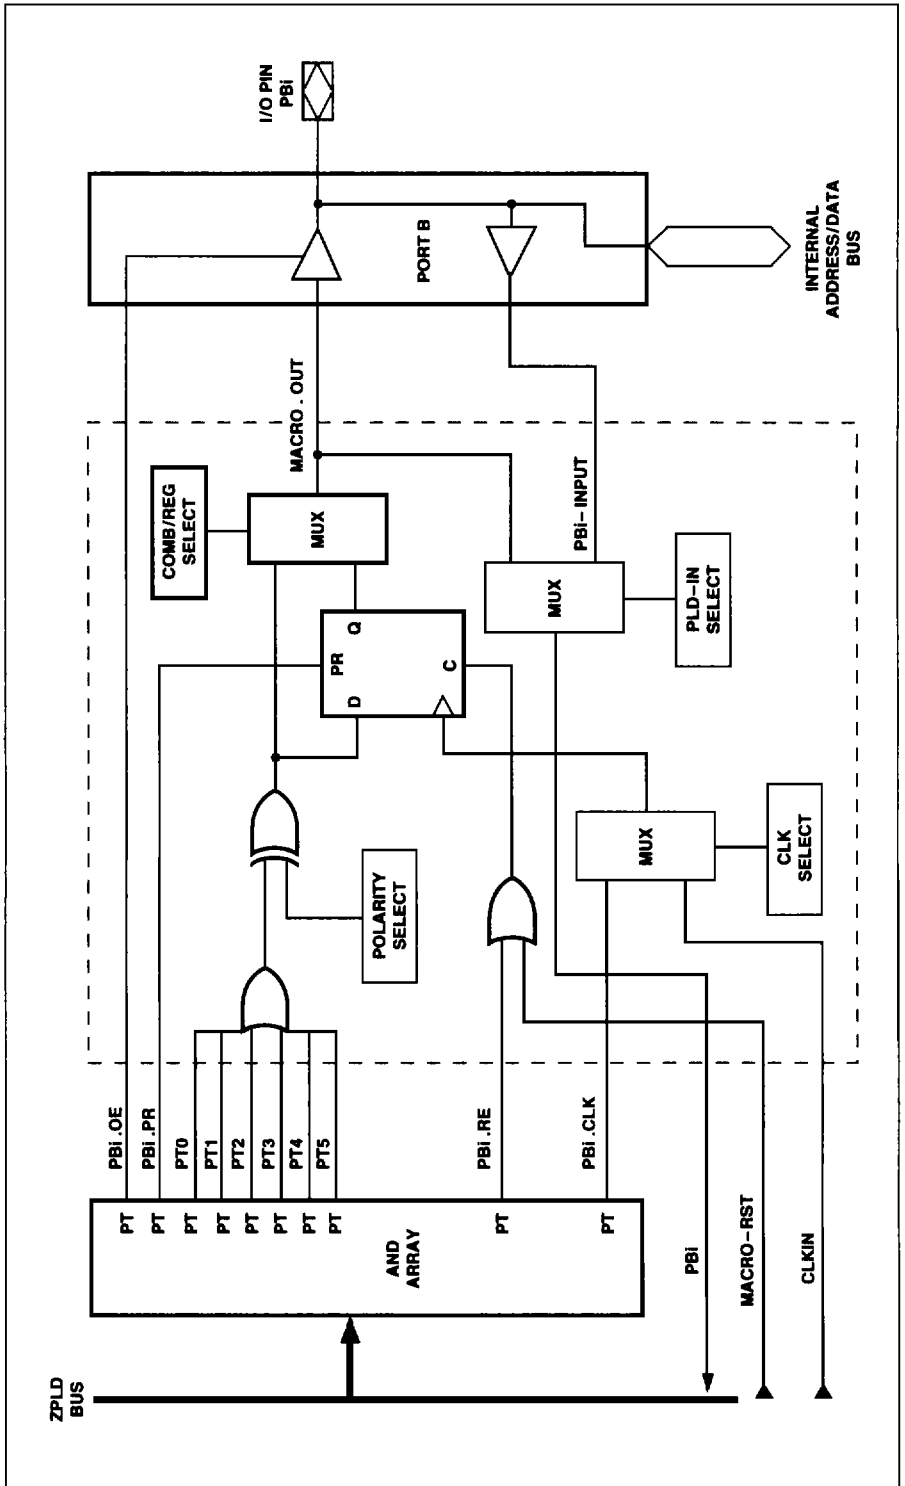 ZPLD
BUS
AND
ARRAY
PT
PT
PT
PT
PT
PT
PT
PT
PT
PT
PBi .OE
PBi .PR
PT0
PT1
PT2
PT3
PT4
PT5
PBi .RE
PBi .CLK
PBi
MACRO-RST
CLKIN
POLARITY
SELECT
MUX
CLK
SELECT
D
PR
Q
C
COMB/REG
SELECT
MUX
MUX
PLD-IN
SELECT
MACRO . OUT
PBi- INPUT
PORT B
I/O PIN
PBi
INTERNAL
ADDRESS/DATA
BUS